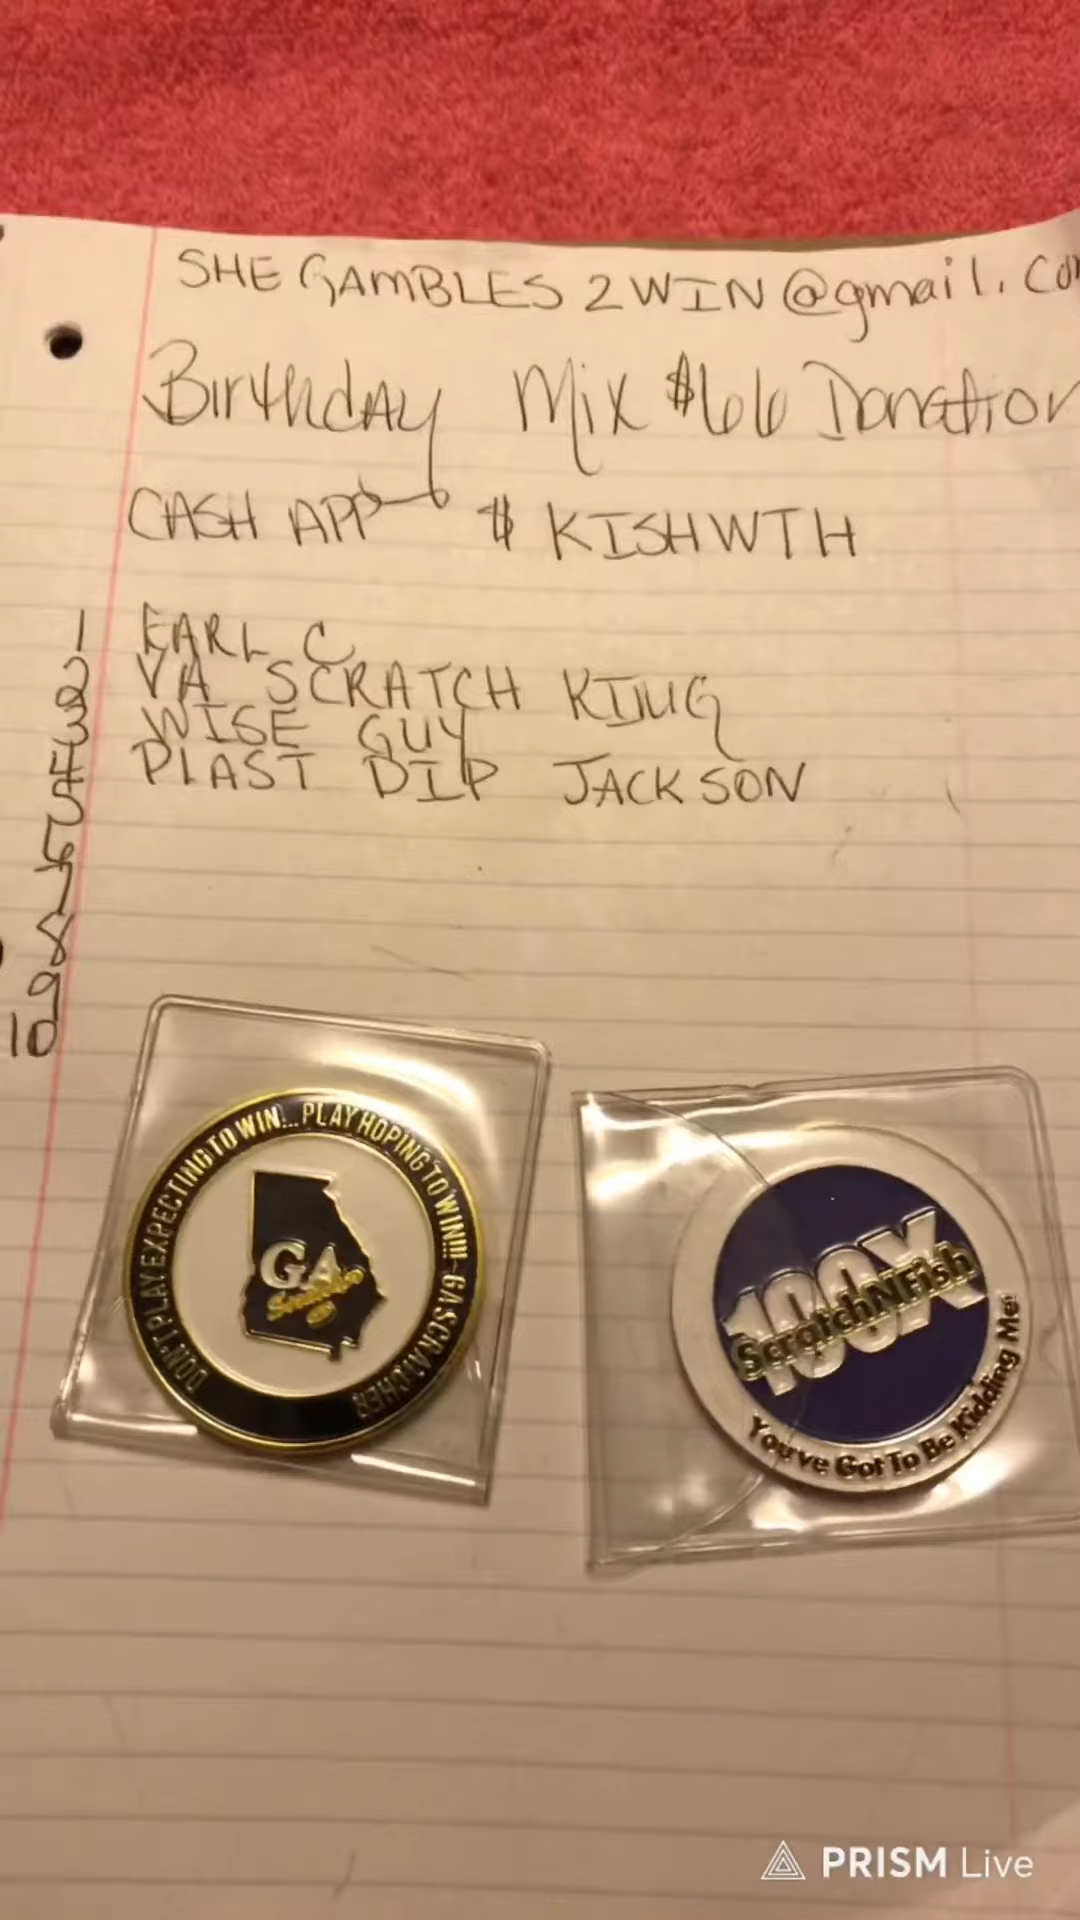 SHE GAMBLES 2 WIN @gmail.com
Birthday Mix $66 Donation
CASH APP $ KISHWTH
1 EARL C
2 VA SCRATCH KING
3 WISE GUY
4 PLAST DIP JACKSON
5
6
7
8
9
10
DON'T PLAY EXPECTING TO WIN... PLAY HOPING TO WIN!!! - GA SCRATCHER
GA
100X
ScratchNFish
You've Got To Be Kidding Me!
PRISM Live